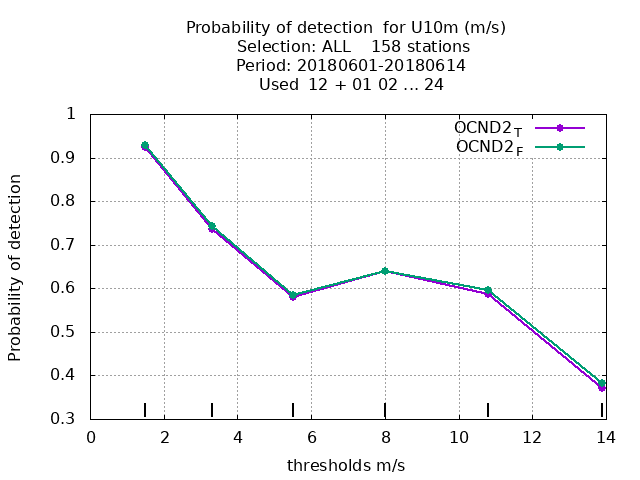 Probability of detection  for U10m (m/s)
Selection: ALL    158 stations
Period: 20180601-20180614
Used  12 + 01 02 ... 24
OCND2T
OCND2F
Probability of detection
1
0.9
0.8
0.7
0.6
0.5
0.4
0.3
0 2 4 6 8 10 12 14
thresholds m/s